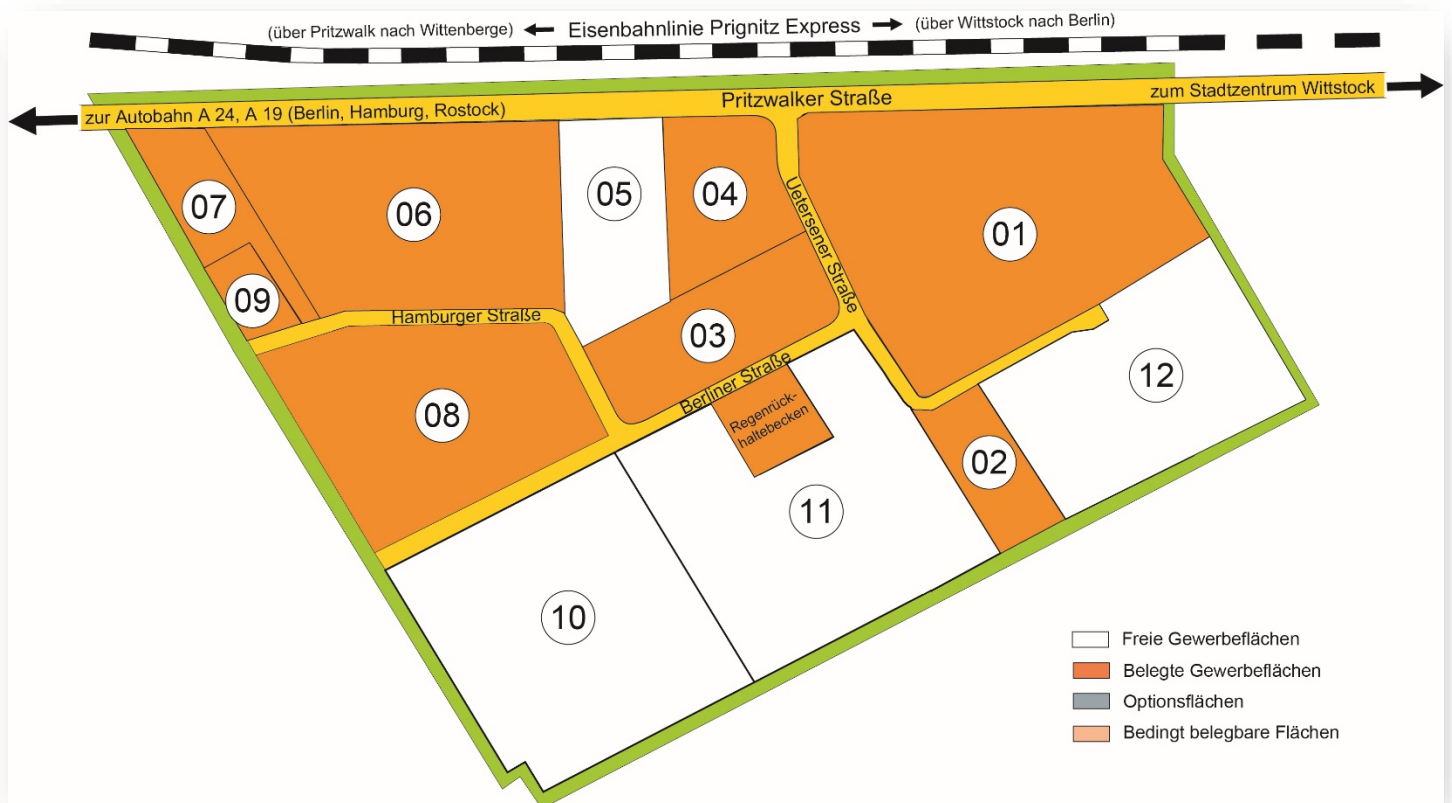 (über Pritzwalk nach Wittenberge)
Eisenbahnlinie Prignitz Express
(über Wittstock nach Berlin)
zur Autobahn A 24, A 19 (Berlin, Hamburg, Rostock)
Pritzwalker Straße
zum Stadtzentrum Wittstock
07
06
05
04
01
Uetersener Straße
09
Hamburger Straße
03
Berliner Straße
12
08
Regenrück-
haltebecken
02
11
10
Freie Gewerbeflächen
Belegte Gewerbeflächen
Optionsflächen
Bedingt belegbare Flächen